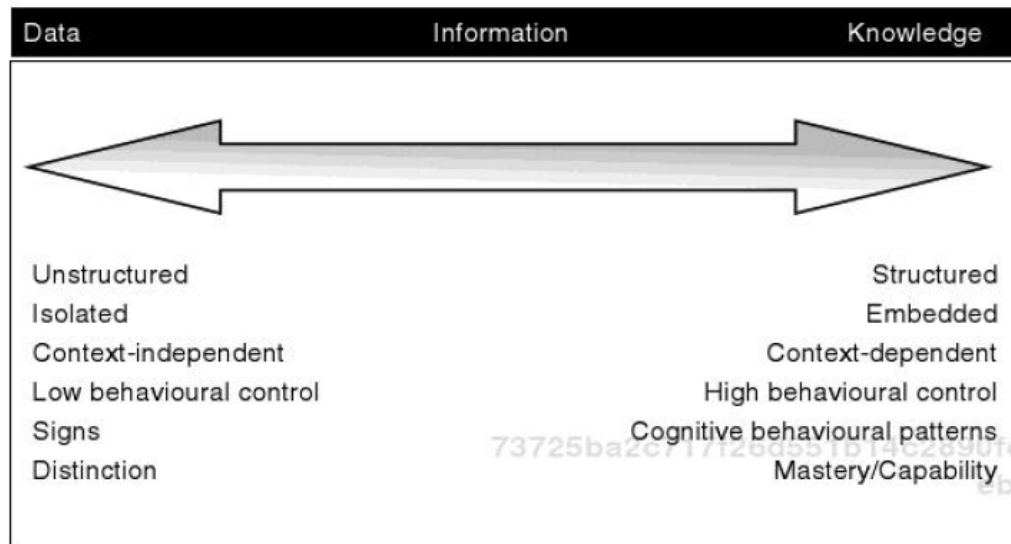 Data Information Knowledge
Unstructured Structured
Isolated Embedded
Context-independent Context-dependent
Low behavioural control High behavioural control
Signs Cognitive behavioural patterns
Distinction Mastery/Capability